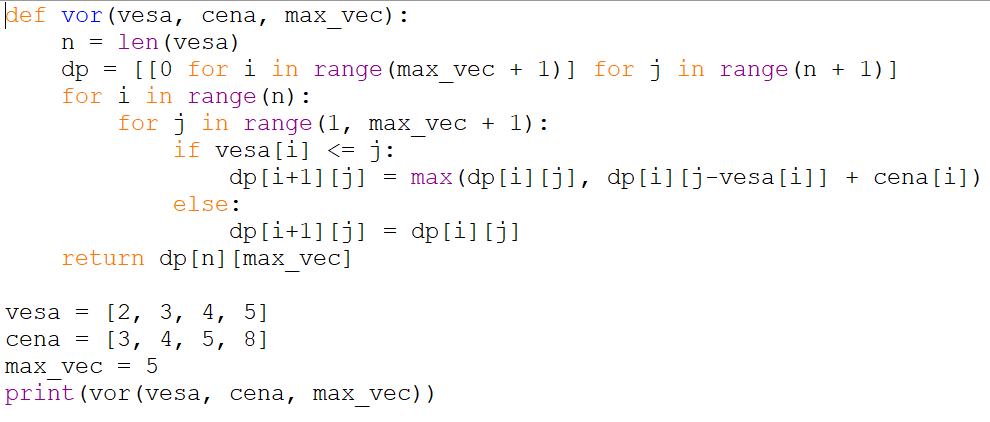 def vor(vesa, cena, max_vec):
    n = len(vesa)
    dp = [[0 for i in range(max_vec + 1)] for j in range(n + 1)]
    for i in range(n):
        for j in range(1, max_vec + 1):
            if vesa[i] <= j:
                dp[i+1][j] = max(dp[i][j], dp[i][j-vesa[i]] + cena[i])
            else:
                dp[i+1][j] = dp[i][j]
    return dp[n][max_vec]

vesa = [2, 3, 4, 5]
cena = [3, 4, 5, 8]
max_vec = 5
print(vor(vesa, cena, max_vec))